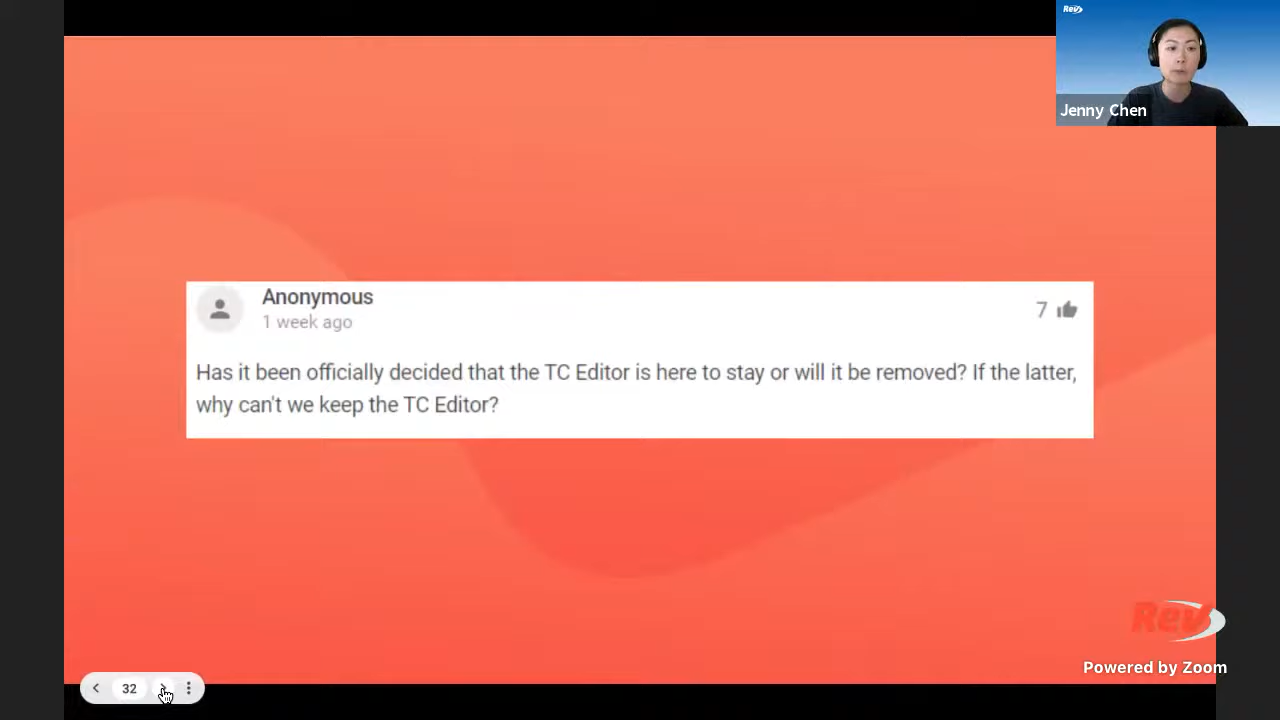 Rev
Jenny Chen
Anonymous
1 week ago
7
Has it been officially decided that the TC Editor is here to stay or will it be removed? If the latter,
why can't we keep the TC Editor?
Rev
Powered by Zoom
32